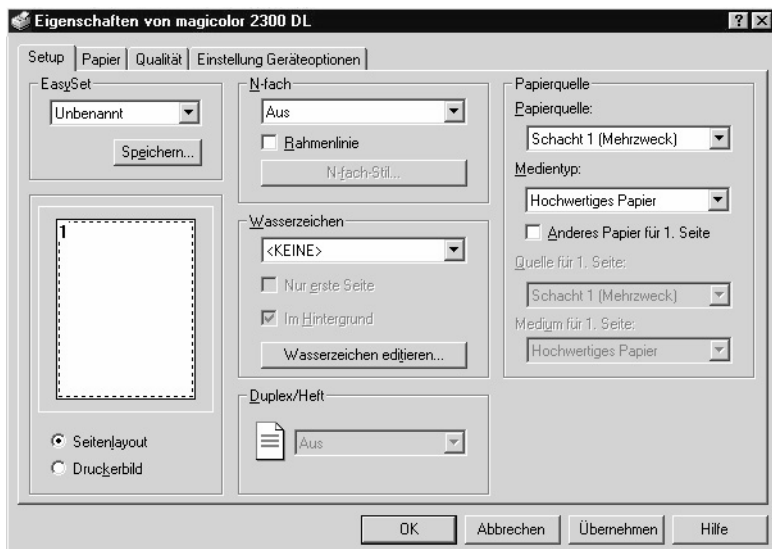 Eigenschaften von magicolor 2300 DL
Setup
Papier
Qualität
Einstellung Geräteoptionen
EasySet
Unbenannt
Speichern...
1
Seitenlayout
Druckerbild
N-fach
Aus
Rahmenlinie
N-fach-Stil...
Wasserzeichen
<KEINE>
Nur erste Seite
Im Hintergrund
Wasserzeichen editieren...
Duplex/Heft
Aus
Papierquelle
Papierquelle:
Schacht 1 (Mehrzweck)
Medientyp:
Hochwertiges Papier
Anderes Papier für 1. Seite
Quelle für 1. Seite:
Schacht 1 (Mehrzweck)
Medium für 1. Seite:
Hochwertiges Papier
OK
Abbrechen
Übernehmen
Hilfe